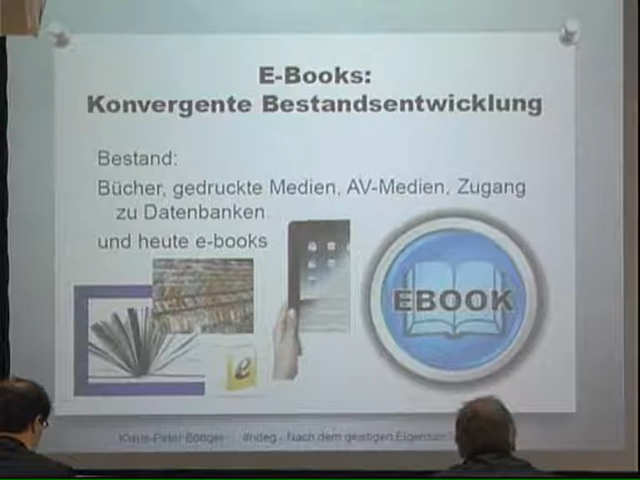 E-Books:
Konvergente Bestandsentwicklung
Bestand:
Bücher, gedruckte Medien, AV-Medien, Zugang
zu Datenbanken
und heute e-books
EBOOK
e
Klaus-Peter Böttger #ndeg - Nach dem geistigen Eigentum